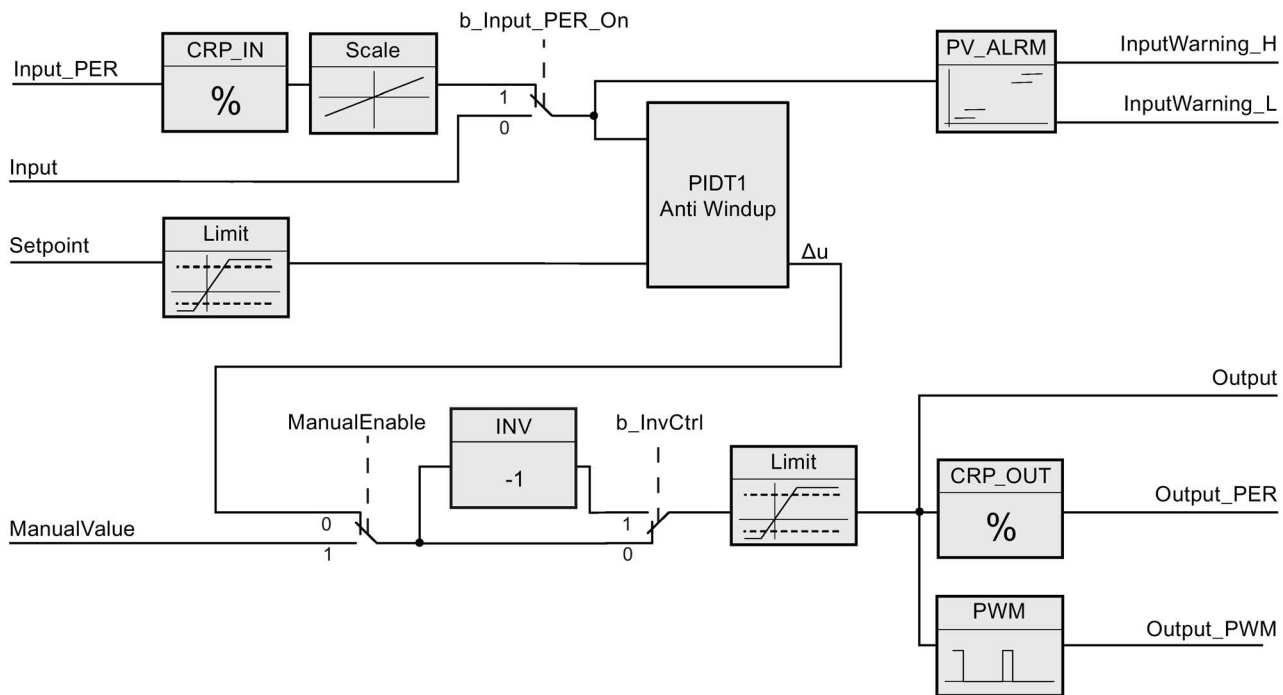 b_Input_PER_On
CRP_IN
Scale
PV_ALRM
InputWarning_H
Input_PER
%
1
0
InputWarning_L
Input
PIDT1
Anti Windup
Setpoint
Limit
Δu
Output
ManualEnable
INV
b_InvCtrl
-1
Limit
CRP_OUT
Output_PER
%
ManualValue
0
1
1
0
PWM
Output_PWM